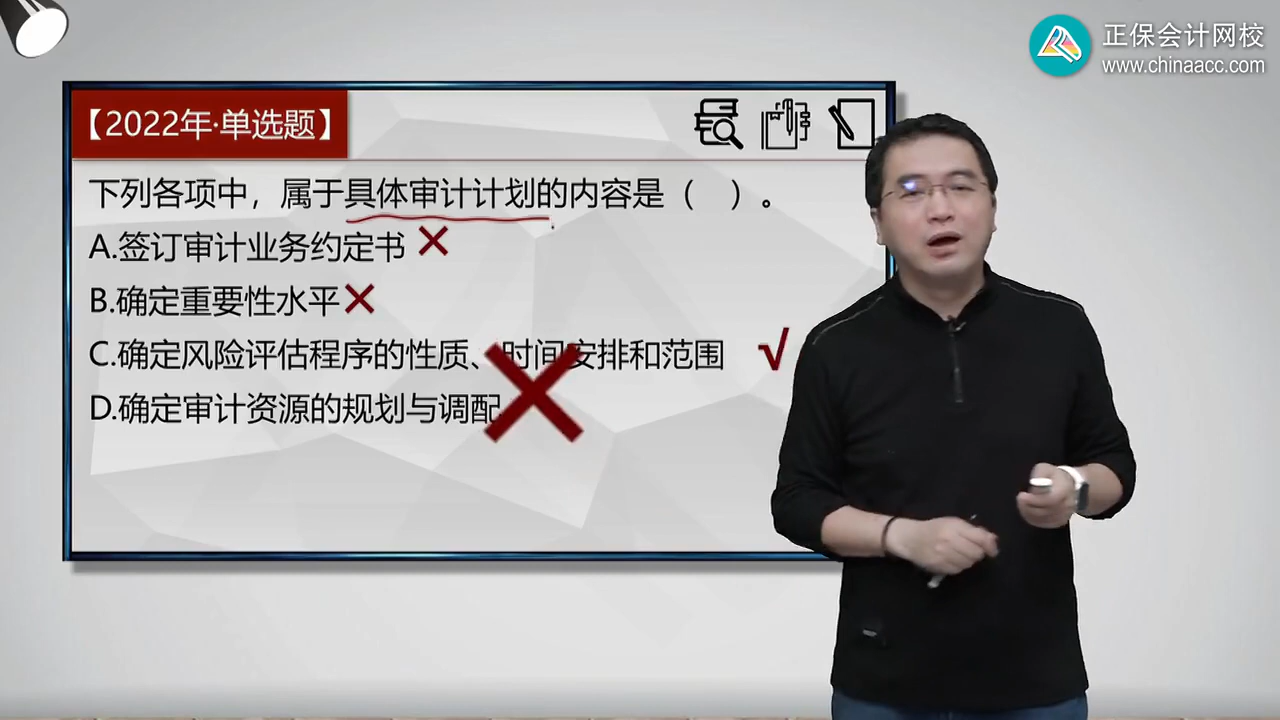 正保会计网校
www.chinaacc.com
【2022年·单选题】
下列各项中，属于具体审计计划的内容是（ ）。
A.签订审计业务约定书
B.确定重要性水平
C.确定风险评估程序的性质、时间安排和范围
D.确定审计资源的规划与调配